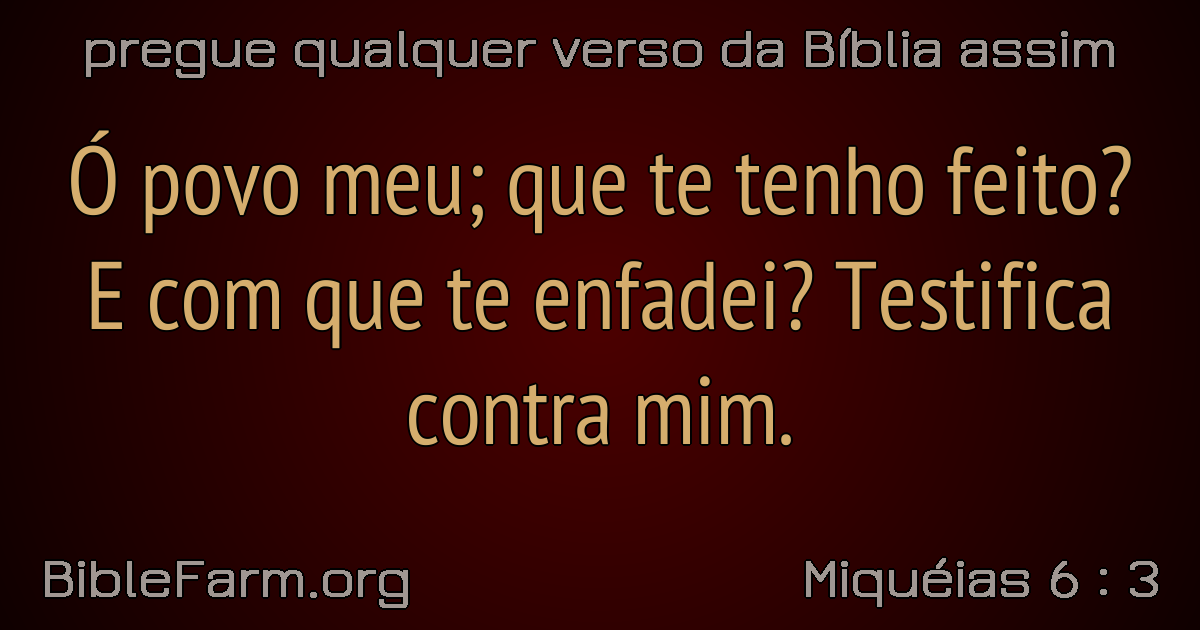 pregue qualquer verso da Bíblia assim
Ó povo meu; que te tenho feito?
E com que te enfadei? Testifica
contra mim.
BibleFarm.org
Miquéias 6 : 3